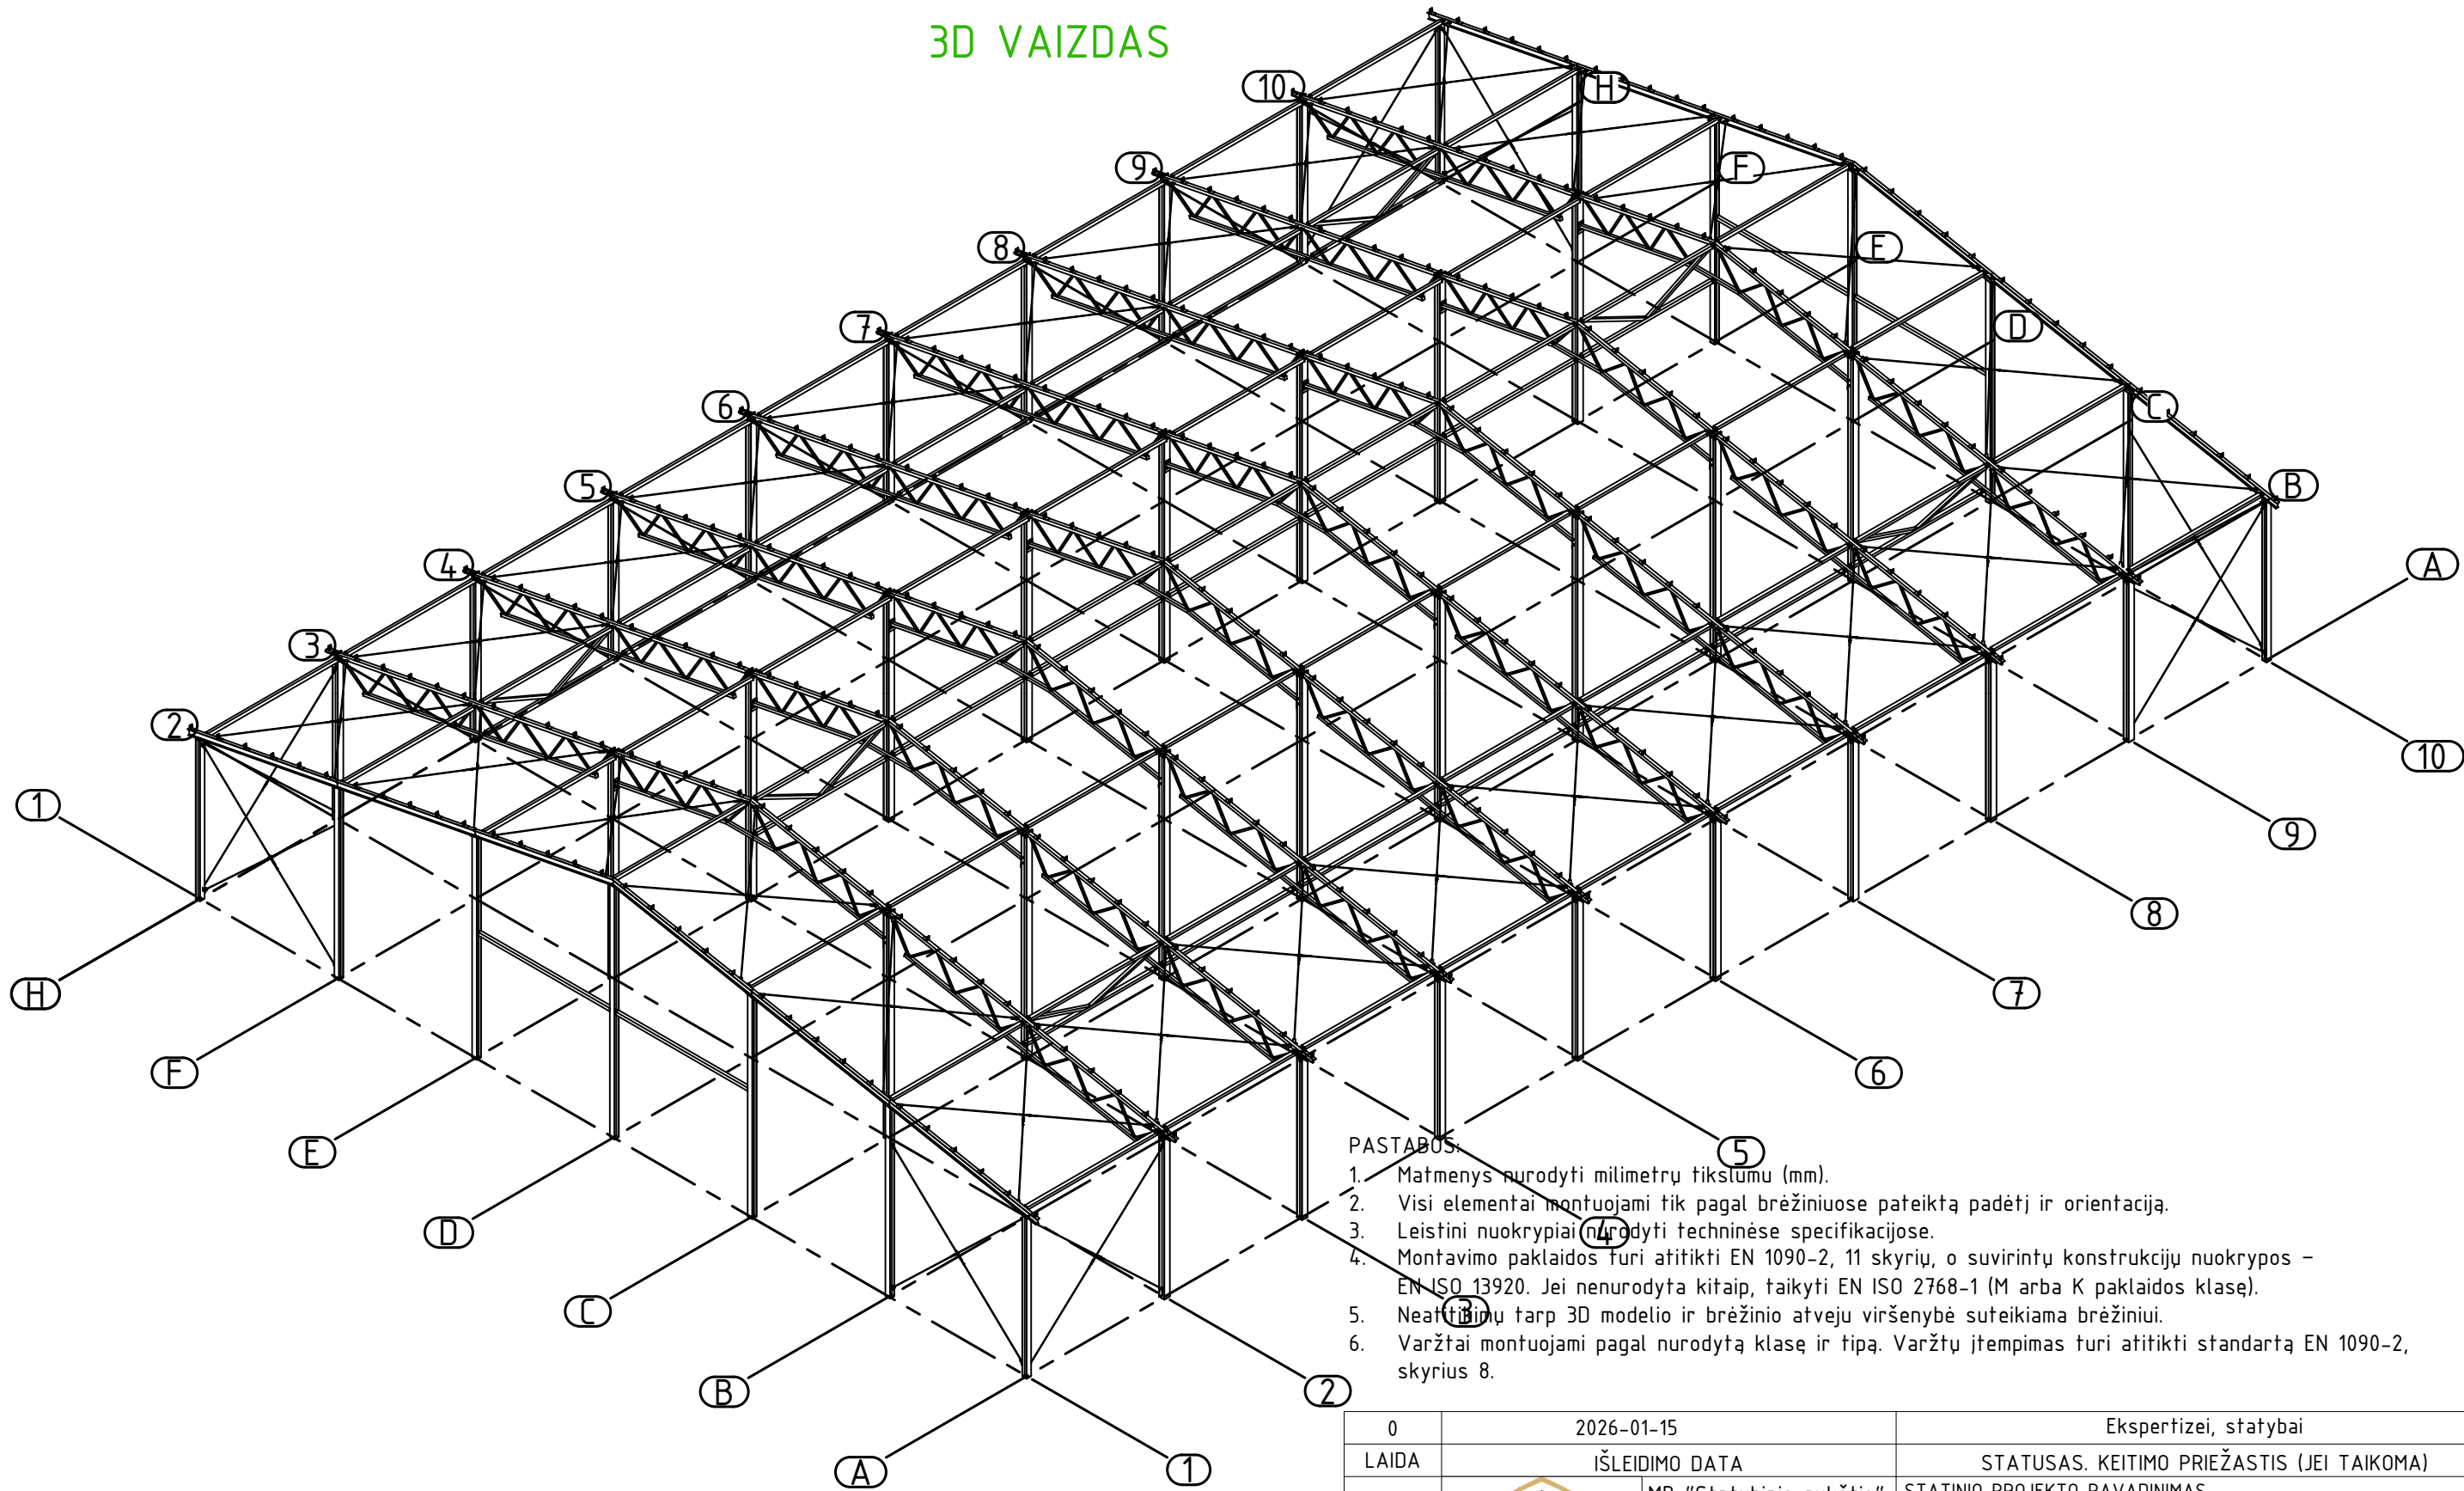 3D VAIZDAS
10
H
9
F
8
E
7
D
6
C
5
B
4
A
3
2
10
1
9
8
H
7
F
6
E
5
D
4
C
3
B
2
A
1
PASTABOS:
1. Matmenys nurodyti milimetrų tikslumu (mm).
2. Visi elementai montuojami tik pagal brėžiniuose pateiktą padėtį ir orientaciją.
3. Leistini nuokrypiai nurodyti techninėse specifikacijose.
4. Montavimo paklaidos turi atitikti EN 1090-2, 11 skyrių, o suvirintų konstrukcijų nuokrypos –
EN ISO 13920. Jei nenurodyta kitaip, taikyti EN ISO 2768-1 (M arba K paklaidos klasę).
5. Neatitikimų tarp 3D modelio ir brėžinio atveju viršenybė suteikiama brėžiniui.
6. Varžtai montuojami pagal nurodytą klasę ir tipą. Varžtų įtempimas turi atitikti standartą EN 1090-2,
skyrius 8.
0 2026-01-15 Ekspertizei, statybai
LAIDA IŠLEIDIMO DATA STATUSAS. KEITIMO PRIEŽASTIS (JEI TAIKOMA)
STATINIO PROJEKTO PAVADINIMAS